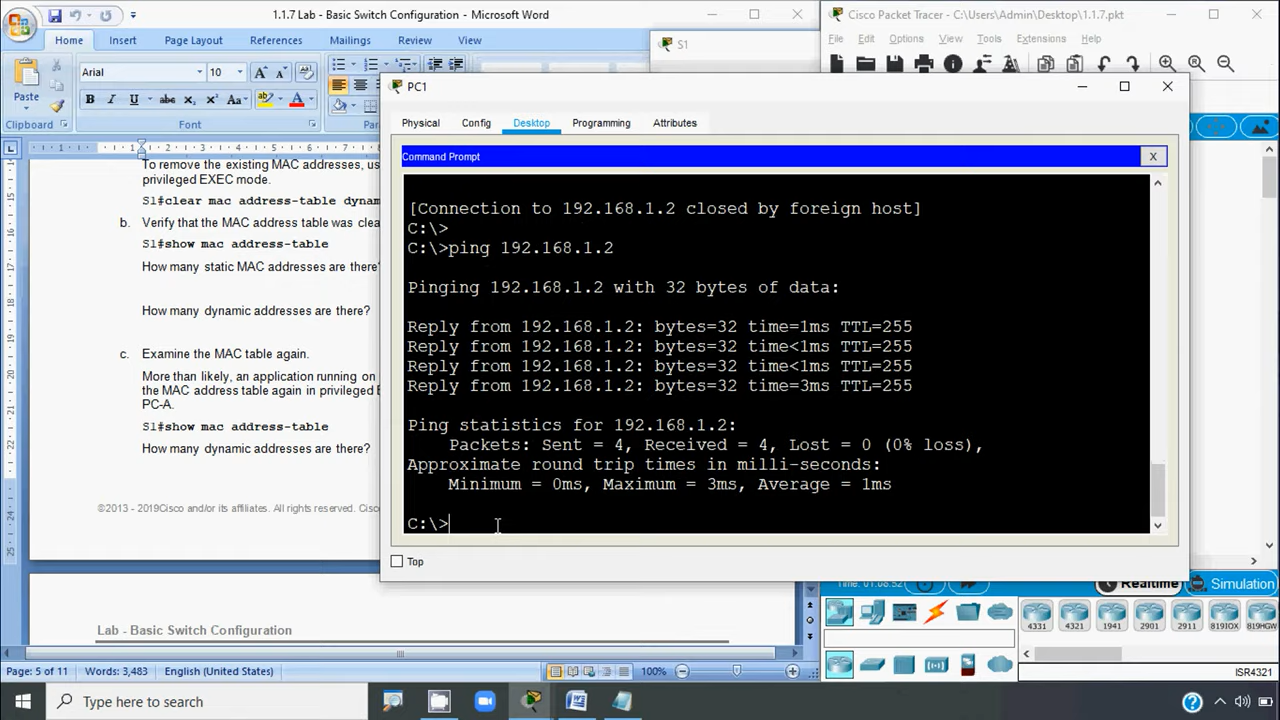 1.1.7 Lab - Basic Switch Configuration - Microsoft Word
Home Insert Page Layout References Mailings Review View
Arial 10
Paste
Clipboard Font
To remove the existing MAC addresses, us
privileged EXEC mode.
S1#clear mac address-table dynam
b. Verify that the MAC address table was clea
S1#show mac address-table
How many static MAC addresses are there?
How many dynamic addresses are there?
c. Examine the MAC table again.
More than likely, an application running on
the MAC address table again in privileged E
PC-A.
S1#show mac address-table
How many dynamic addresses are there?
©2013 - 2019Cisco and/or its affiliates. All rights reserved. Cisco
Lab - Basic Switch Configuration
Page: 5 of 11 Words: 3,483 English (United States) 100%
S1
Cisco Packet Tracer - C:\Users\Admin\Desktop\1.1.7.pkt
File Edit Options View Tools Extensions Help
PC1
Physical Config Desktop Programming Attributes
Command Prompt X
[Connection to 192.168.1.2 closed by foreign host]
C:\>
C:\>ping 192.168.1.2
Pinging 192.168.1.2 with 32 bytes of data:
Reply from 192.168.1.2: bytes=32 time=1ms TTL=255
Reply from 192.168.1.2: bytes=32 time<1ms TTL=255
Reply from 192.168.1.2: bytes=32 time<1ms TTL=255
Reply from 192.168.1.2: bytes=32 time=3ms TTL=255
Ping statistics for 192.168.1.2:
Packets: Sent = 4, Received = 4, Lost = 0 (0% loss),
Approximate round trip times in milli-seconds:
Minimum = 0ms, Maximum = 3ms, Average = 1ms
C:\>
Top
Time: 01:08:52 Realtime Simulation
4331 4321 1941 2901 2911 819IOX 819HGW
ISR4321
Type here to search